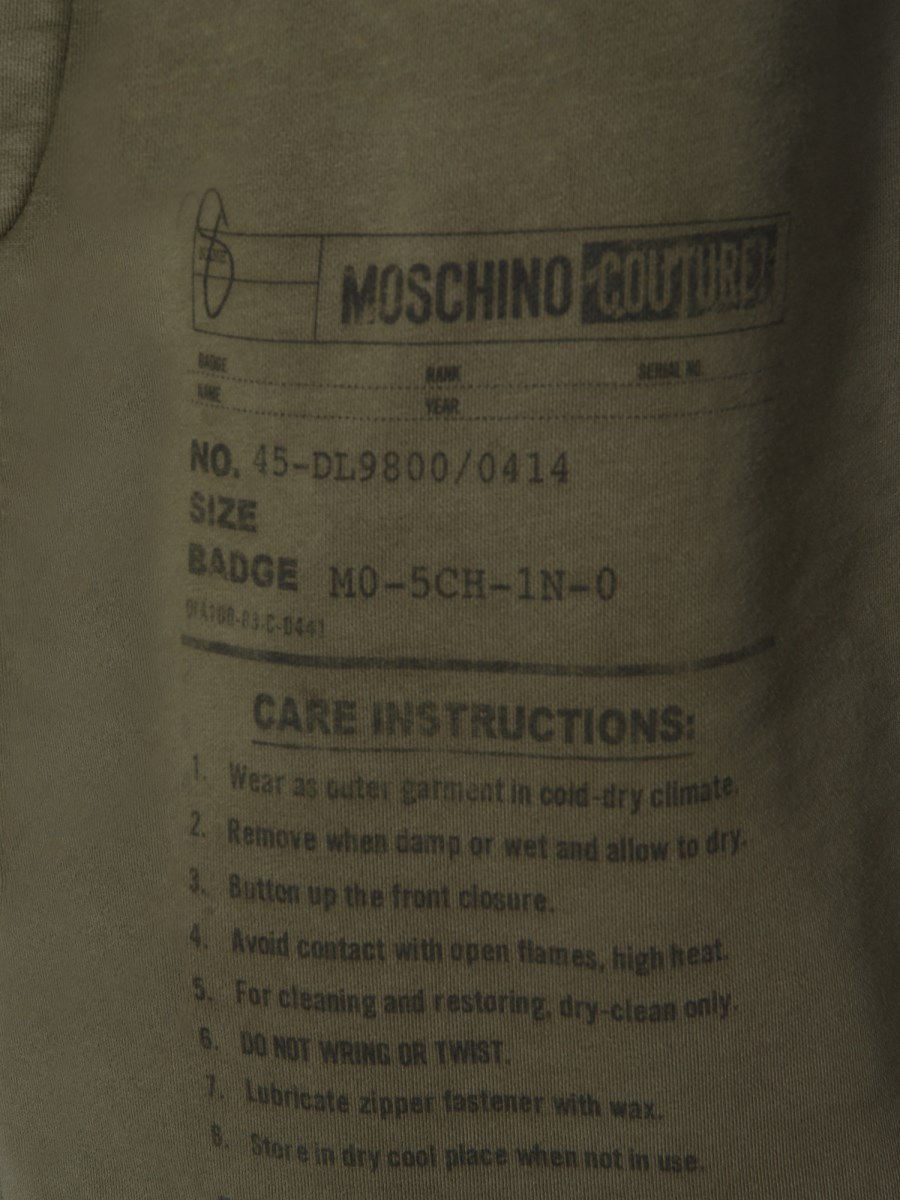 MOSCHINO COUTURE!
BADGE RANK SERIAL NO.
NAME YEAR
NO. 45-DL9800/0414
SIZE
BADGE MO-5CH-1N-0
CARE INSTRUCTIONS:
1. Wear as outer garment in cold-dry climate.
2. Remove when damp or wet and allow to dry.
3. Button up the front closure.
4. Avoid contact with open flames, high heat.
5. For cleaning and restoring, dry-clean only.
6. DO NOT WRING OR TWIST.
7. Lubricate zipper fastener with wax.
8. Store in dry cool place when not in use.